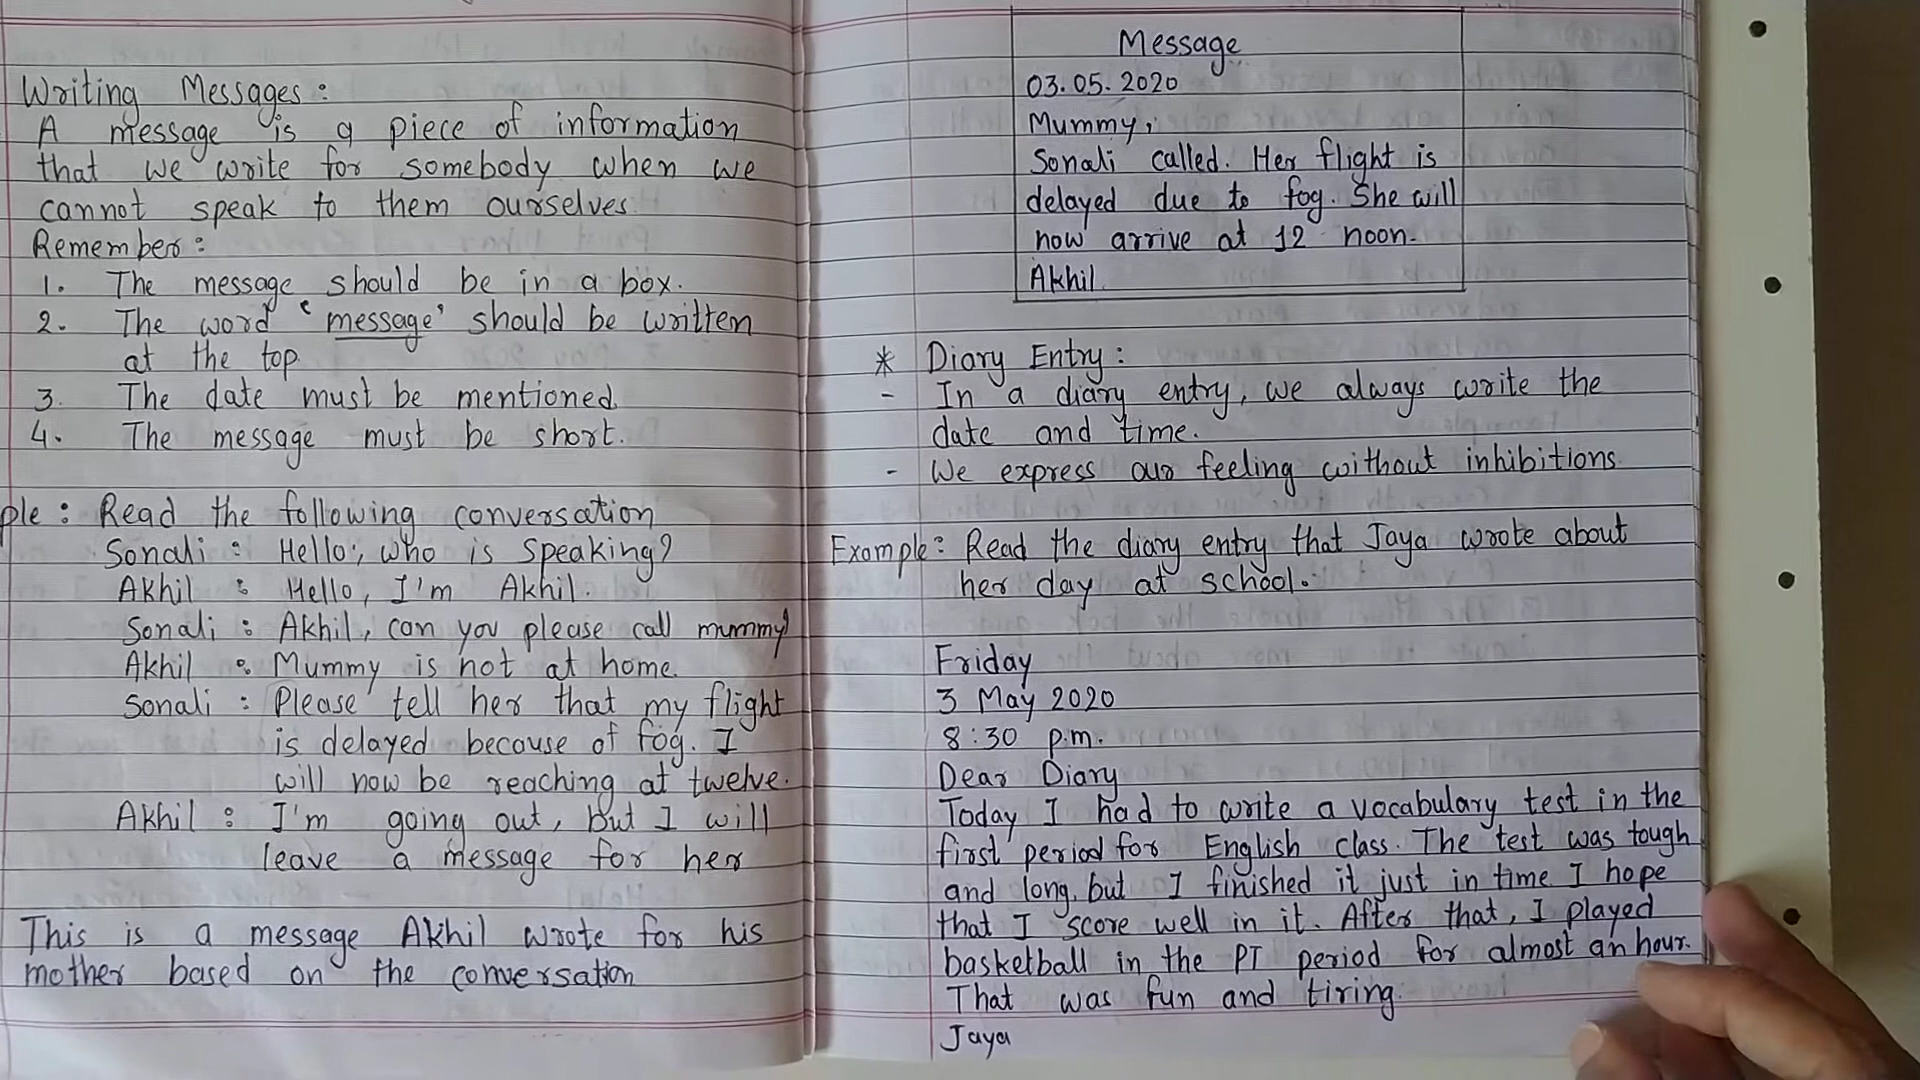 Writing Messages:
A message is a piece of information
that we write for somebody when we
cannot speak to them ourselves.
Remember:
1. The message should be in a box.
2. The word 'message' should be written
at the top
3. The date must be mentioned.
4. The message must be short.
ple: Read the following conversation
Sonali: Hello, who is speaking?
Akhil: Hello, I'm Akhil.
Sonali: Akhil, can you please call mummy?
Akhil: Mummy is not at home.
Sonali: Please tell her that my flight
is delayed because of fog. I
will now be reaching at twelve.
Akhil: I'm going out, but I will
leave a message for her
This is a message Akhil wrote for his
mother based on the conversation
Message
03.05.2020
Mummy,
Sonali called. Her flight is
delayed due to fog. She will
now arrive at 12 noon.
Akhil.
* Diary Entry:
- In a diary entry, we always write the
date and time.
- We express our feeling without inhibitions
Example: Read the diary entry that Jaya wrote about
her day at school.
Friday
3 May 2020
8:30 p.m.
Dear Diary
Today I had to write a vocabulary test in the
first period for English class. The test was tough
and long, but I finished it just in time I hope
that I score well in it. After that, I played
basketball in the PT period for almost an hour.
That was fun and tiring.
Jaya